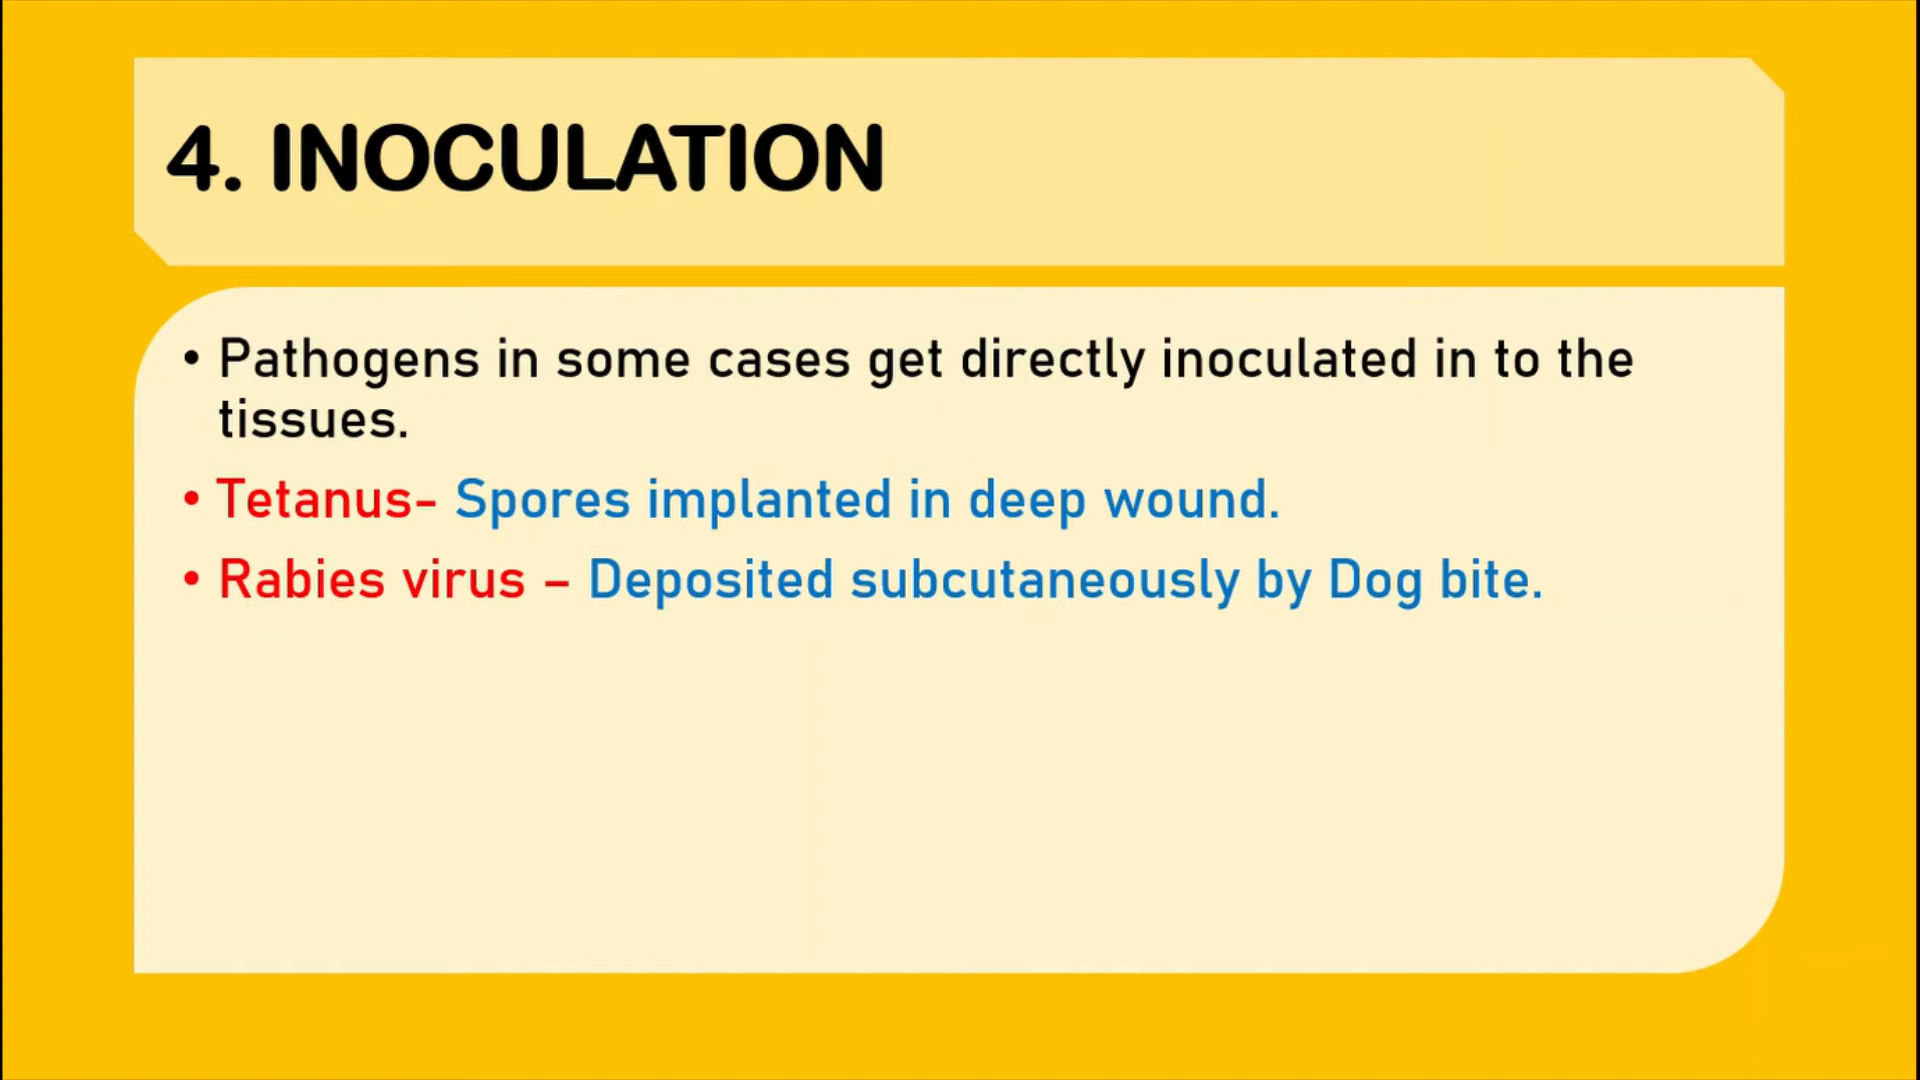 4. INOCULATION
• Pathogens in some cases get directly inoculated in to the
tissues.
• Tetanus- Spores implanted in deep wound.
• Rabies virus – Deposited subcutaneously by Dog bite.